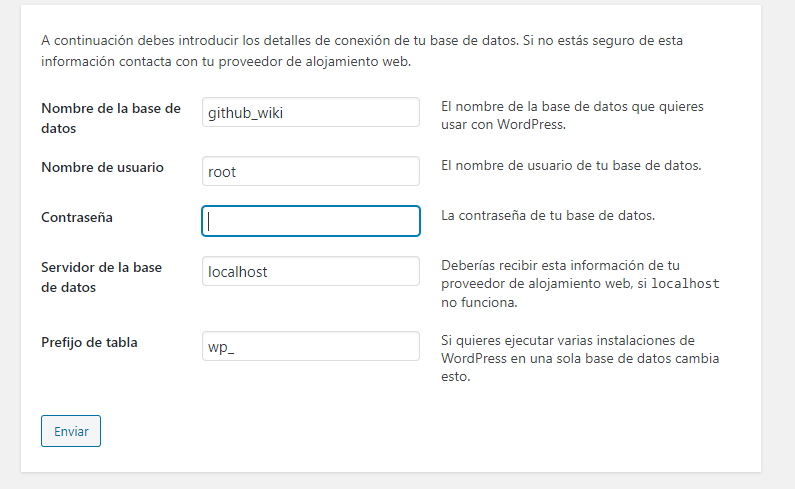 A continuación debes introducir los detalles de conexión de tu base de datos. Si no estás seguro de esta
información contacta con tu proveedor de alojamiento web.
Nombre de la base de
datos
github_wiki
El nombre de la base de datos que quieres
usar con WordPress.
Nombre de usuario
root
El nombre de usuario de tu base de datos.
Contraseña
La contraseña de tu base de datos.
Servidor de la base
de datos
localhost
Deberías recibir esta información de tu
proveedor de alojamiento web, si localhost
no funciona.
Prefijo de tabla
wp_
Si quieres ejecutar varias instalaciones de
WordPress en una sola base de datos cambia
esto.
Enviar